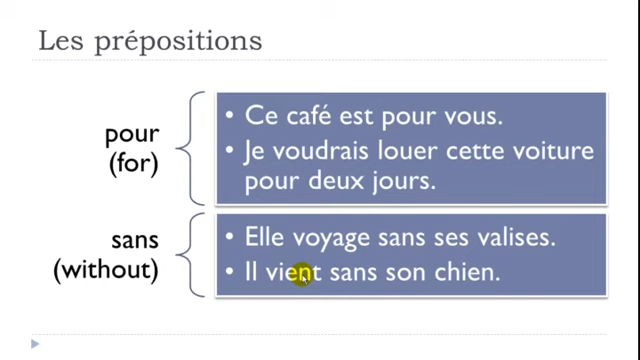 Les prépositions
pour
(for)
• Ce café est pour vous.
• Je voudrais louer cette voiture
pour deux jours.
sans
(without)
• Elle voyage sans ses valises.
• Il vient sans son chien.